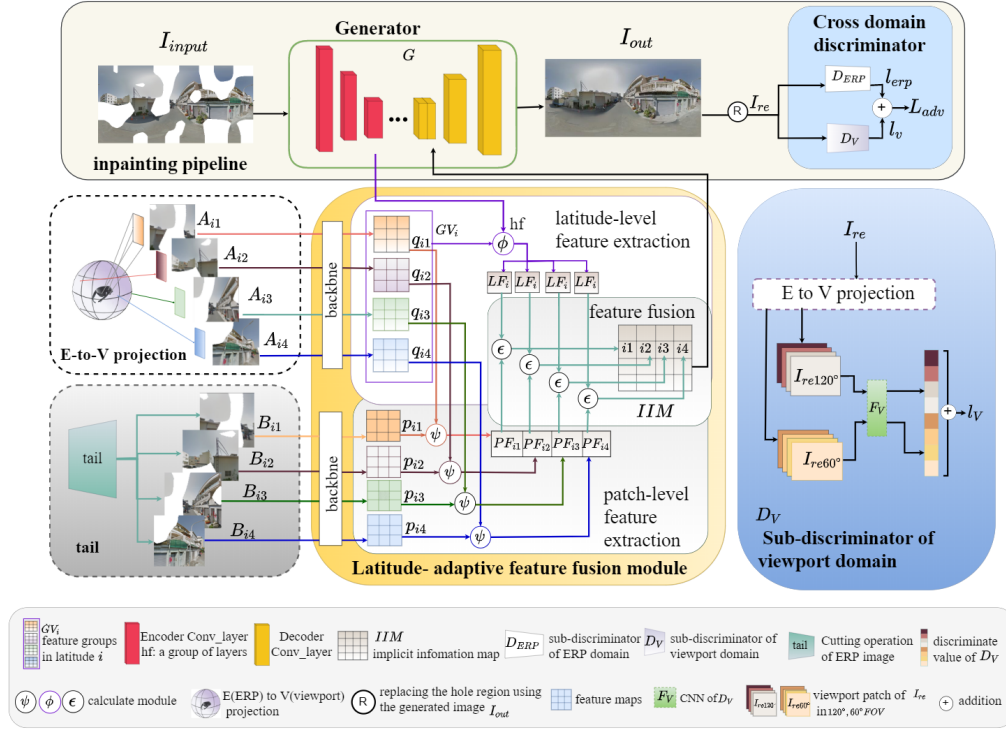 Generator
G
I_input
I_out
Cross domain
discriminator
D_ERP
l_erp
I_re
R
+
L_adv
D_V
l_v
inpainting pipeline
A_i1
A_i2
A_i3
A_i4
E-to-V projection
backbne
GV_i
q_i1
q_i2
q_i3
q_i4
hf
ϕ
latitude-level
feature extraction
LF_i LF_i LF_i LF_i
feature fusion
ϵ
ϵ
ϵ
ϵ
i1 i2 i3 i4
IIM
tail
tail
B_i1
B_i2
B_i3
B_i4
backbne
p_i1
p_i2
p_i3
p_i4
ψ
ψ
ψ
ψ
PF_i1 PF_i2 PF_i3 PF_i4
patch-level
feature
extraction
Latitude- adaptive feature fusion module
I_re
E to V projection
I_re120°
I_re60°
F_V
+
l_V
D_V
Sub-discriminator of
viewport domain
GV_i
feature groups
in latitude i
Encoder Conv_layer
hf: a group of layers
Decoder
Conv_layer
IIM
implicit infomation map
D_ERP
sub-discriminator
of ERP domain
D_V
sub-discriminator of
viewport domain
tail
Cutting operation
of ERP image
discriminate
value of D_V
ψ ϕ ϵ calculate module
E(ERP) to V(viewport)
projection
R
replacing the hole region using
the generated image I_out
feature maps
F_V
CNN of D_V
I_re120°
I_re60°
viewport patch of I_re
in 120°, 60° FOV
+
addition